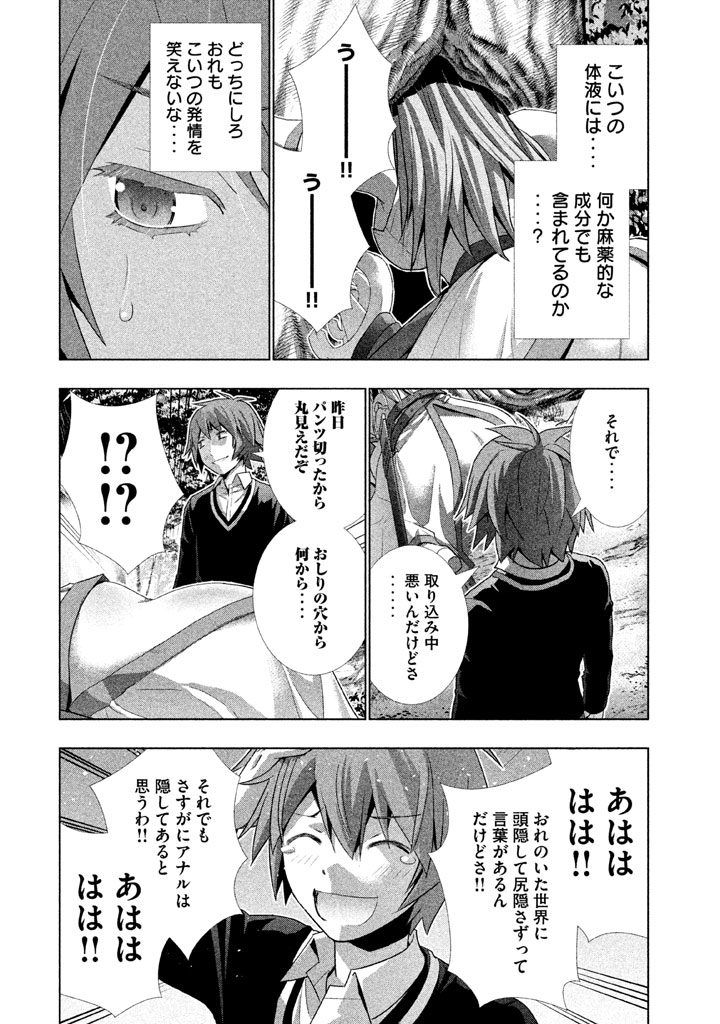 こいつの
体液には
‥‥
何か麻薬的な
成分でも
含まれてるのか
‥‥?
うーーー!!
うーーー!!
どっちにしろ
おれも
こいつの発情を
笑えないな
‥‥
それで‥‥
取り込み中
悪いんだけどさ
‥‥‥
昨日
パンツ切ったから
丸見えだぞ
おしりの穴から
何から‥‥
!?
!?
あはは
はは!!
おれのいた世界に
頭隠して尻隠さずって
言葉があるん
だけどさ!!
それでも
さすがにアナルは
隠してあると
思うわ!!
あはは
はは!!